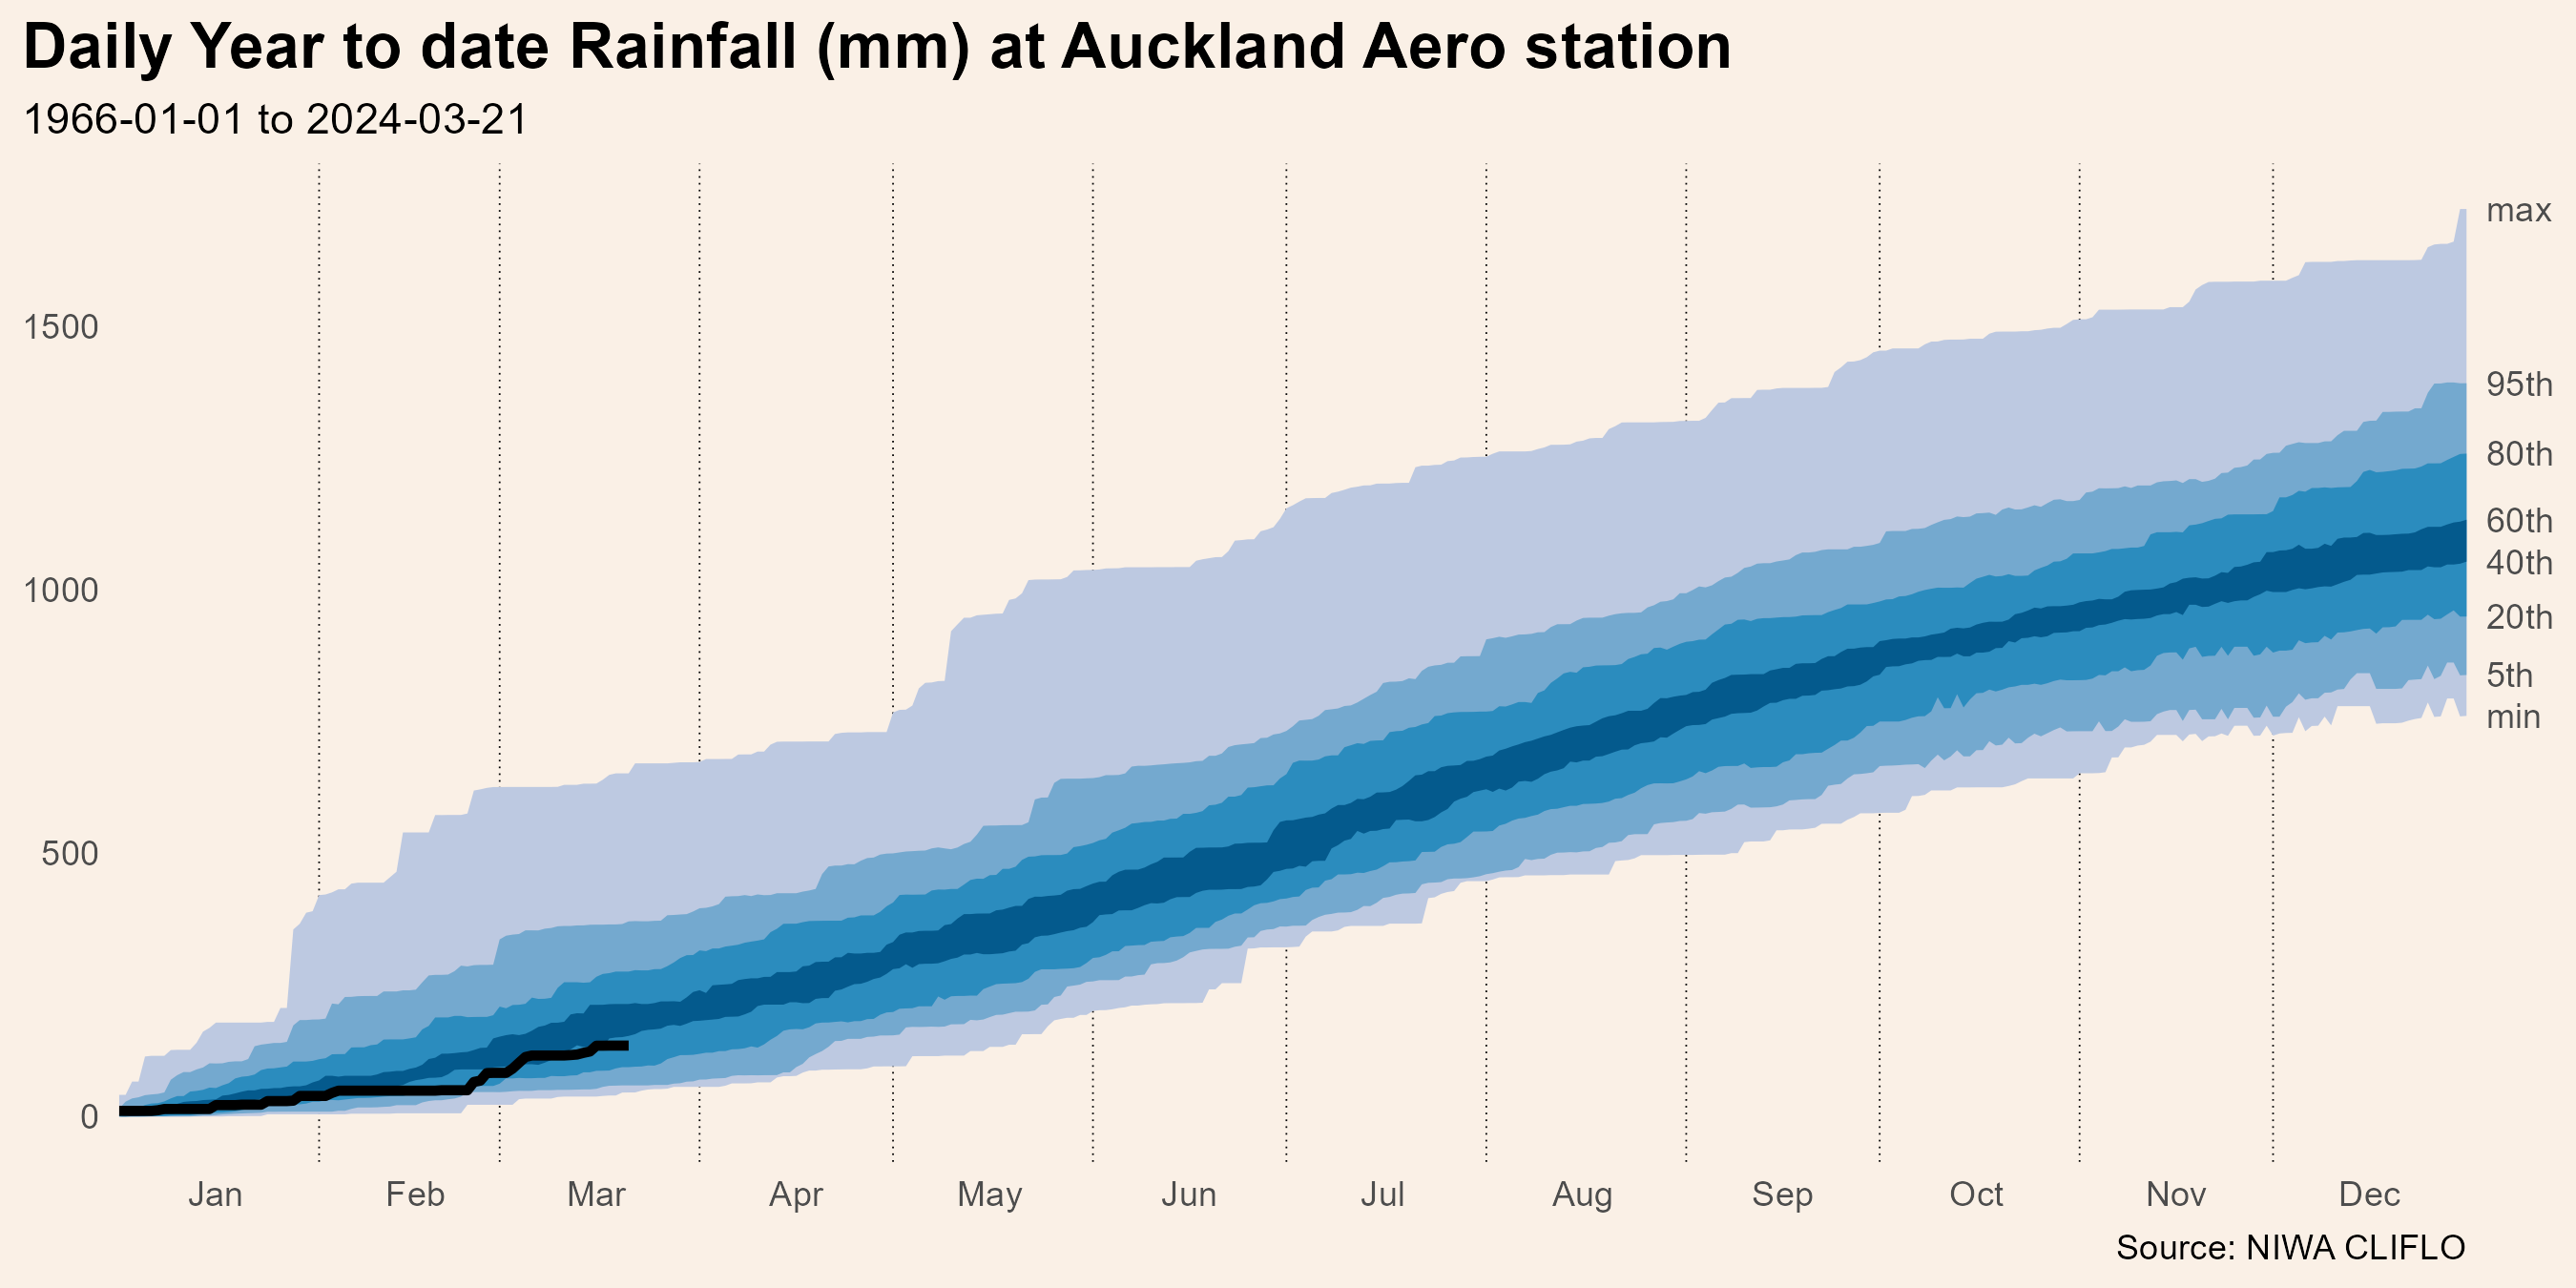 Daily Year to date Rainfall (mm) at Auckland Aero station
1966-01-01 to 2024-03-21
max
1500
95th
80th
60th
40th
1000
20th
5th
min
500
0
Jan Feb Mar Apr May Jun Jul Aug Sep Oct Nov Dec
Source: NIWA CLIFLO